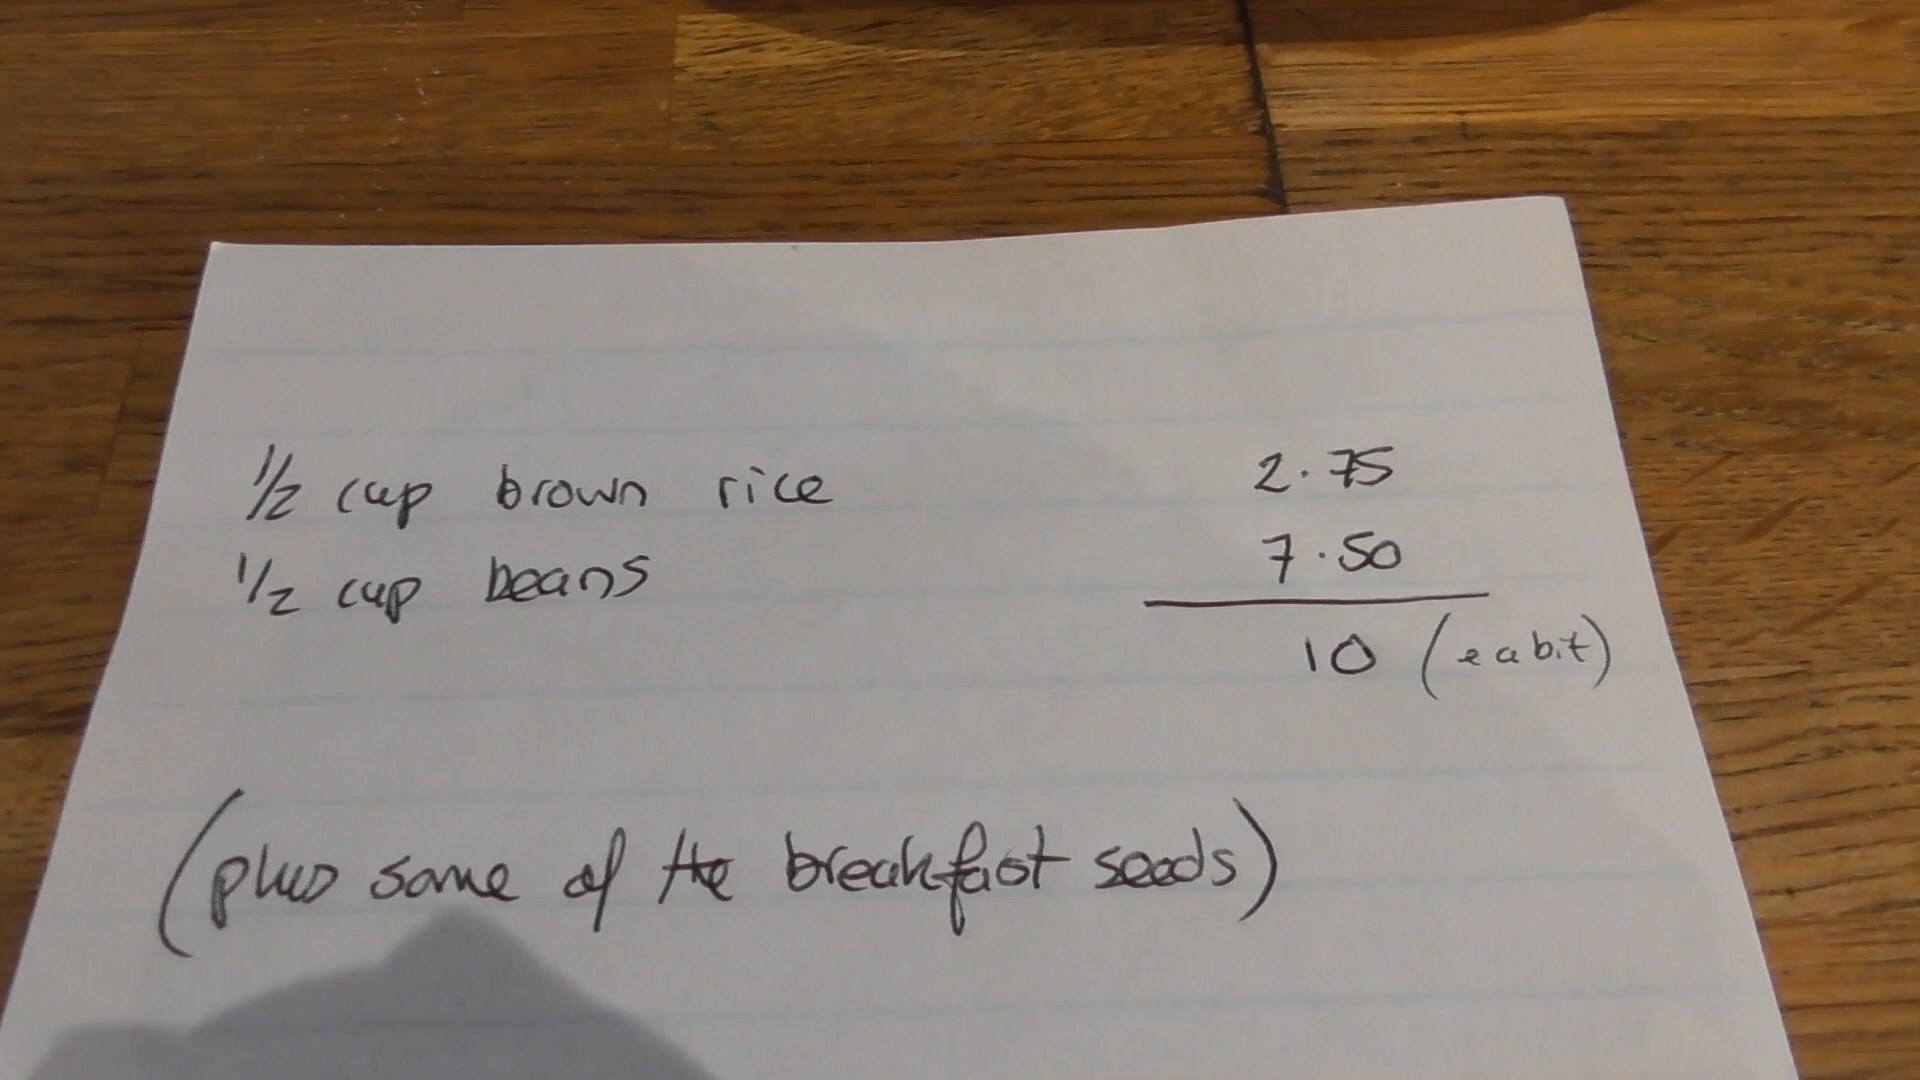 1/2 cup brown rice 2.75
1/2 cup beans 7.50
10 (e a bit)
(plus some of the breakfast seeds)